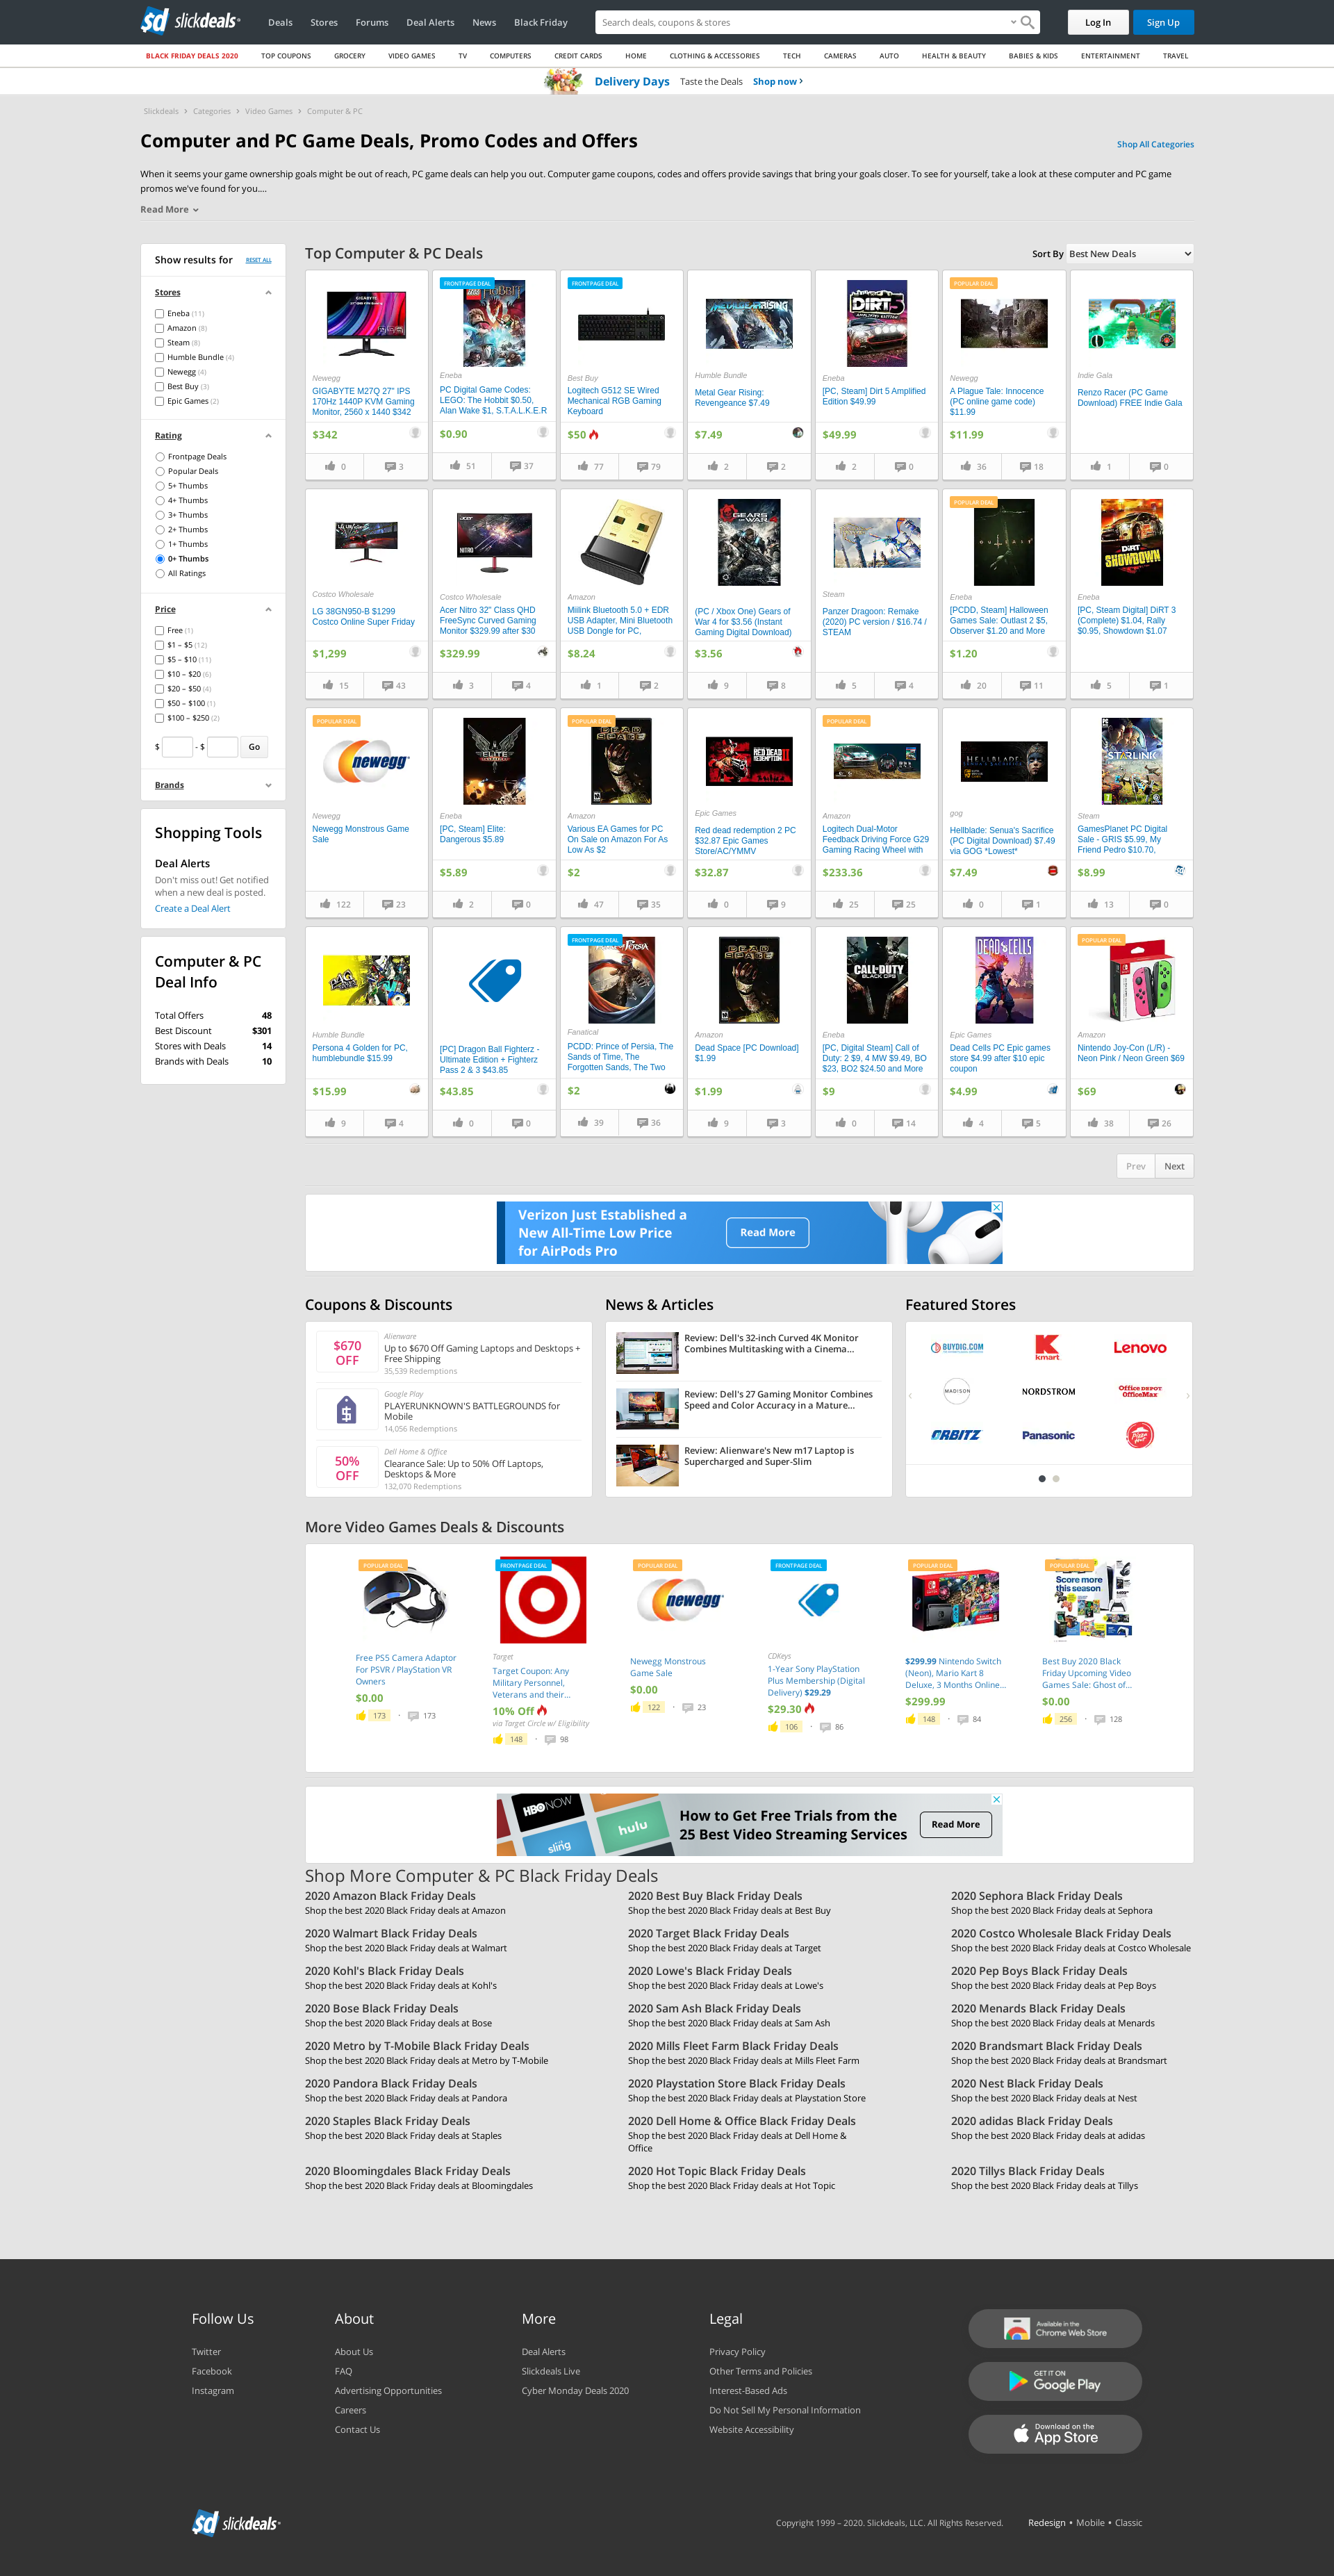 slickdeals
Deals Stores Forums Deal Alerts News Black Friday
Search deals, coupons & stores
Log In Sign Up
BLACK FRIDAY DEALS 2020 TOP COUPONS GROCERY VIDEO GAMES TV COMPUTERS CREDIT CARDS HOME CLOTHING & ACCESSORIES TECH CAMERAS AUTO HEALTH & BEAUTY BABIES & KIDS ENTERTAINMENT TRAVEL
Delivery Days Taste the Deals Shop now
Slickdeals Categories Video Games Computer & PC
Computer and PC Game Deals, Promo Codes and Offers
Shop All Categories
When it seems your game ownership goals might be out of reach, PC game deals can help you out. Computer game coupons, codes and offers provide savings that bring your goals closer. To see for yourself, take a look at these computer and PC game
promos we've found for you....
Read More
Show results for RESET ALL
Stores
Eneba (11)
Amazon (8)
Steam (8)
Humble Bundle (4)
Newegg (4)
Best Buy (3)
Epic Games (2)
Rating
Frontpage Deals
Popular Deals
5+ Thumbs
4+ Thumbs
3+ Thumbs
2+ Thumbs
1+ Thumbs
0+ Thumbs
All Ratings
Price
Free (1)
$1 – $5 (12)
$5 – $10 (11)
$10 – $20 (6)
$20 – $50 (4)
$50 – $100 (1)
$100 – $250 (2)
$ - $ Go
Brands
Shopping Tools
Deal Alerts
Don't miss out! Get notified
when a new deal is posted.
Create a Deal Alert
Computer & PC
Deal Info
Total Offers 48
Best Discount $301
Stores with Deals 14
Brands with Deals 10
Top Computer & PC Deals
Sort By Best New Deals
Newegg
GIGABYTE M27Q 27" IPS
170Hz 1440P KVM Gaming
Monitor, 2560 x 1440 $342
$342
0 3
FRONTPAGE DEAL
Eneba
PC Digital Game Codes:
LEGO: The Hobbit $0.50,
Alan Wake $1, S.T.A.L.K.E.R
$0.90
51 37
FRONTPAGE DEAL
Best Buy
Logitech G512 SE Wired
Mechanical RGB Gaming
Keyboard
$50
77 79
METAL GEAR RISING
Humble Bundle
Metal Gear Rising:
Revengeance $7.49
$7.49
2 2
Eneba
[PC, Steam] Dirt 5 Amplified
Edition $49.99
$49.99
2 0
POPULAR DEAL
Newegg
A Plague Tale: Innocence
(PC online game code)
$11.99
$11.99
36 18
Indie Gala
Renzo Racer (PC Game
Download) FREE Indie Gala
1 0
Costco Wholesale
LG 38GN950-B $1299
Costco Online Super Friday
$1,299
15 43
Costco Wholesale
Acer Nitro 32" Class QHD
FreeSync Curved Gaming
Monitor $329.99 after $30
$329.99
3 4
Amazon
Miilink Bluetooth 5.0 + EDR
USB Adapter, Mini Bluetooth
USB Dongle for PC,
$8.24
1 2
GEARS OF WAR
(PC / Xbox One) Gears of
War 4 for $3.56 (Instant
Gaming Digital Download)
$3.56
9 8
Steam
Panzer Dragoon: Remake
(2020) PC version / $16.74 /
STEAM
5 4
POPULAR DEAL
OUTLAST
Eneba
[PCDD, Steam] Halloween
Games Sale: Outlast 2 $5,
Observer $1.20 and More
$1.20
20 11
DIRT SHOWDOWN
Eneba
[PC, Steam Digital] DiRT 3
(Complete) $1.04, Rally
$0.95, Showdown $1.07
5 1
POPULAR DEAL
newegg
Newegg
Newegg Monstrous Game
Sale
122 23
ELITE
Eneba
[PC, Steam] Elite:
Dangerous $5.89
$5.89
2 0
POPULAR DEAL
DEAD SPACE
Amazon
Various EA Games for PC
On Sale on Amazon For As
Low As $2
$2
47 35
RED DEAD REDEMPTION II
Epic Games
Red dead redemption 2 PC
$32.87 Epic Games
Store/AC/YMMV
$32.87
0 9
POPULAR DEAL
Amazon
Logitech Dual-Motor
Feedback Driving Force G29
Gaming Racing Wheel with
$233.36
25 25
HELLBLADE
gog
Hellblade: Senua's Sacrifice
(PC Digital Download) $7.49
via GOG *Lowest*
$7.49
0 1
STARLINK
Steam
GamesPlanet PC Digital
Sale - GRIS $5.99, My
Friend Pedro $10.70,
$8.99
13 0
Humble Bundle
Persona 4 Golden for PC,
humblebundle $15.99
$15.99
9 4
[PC] Dragon Ball Fighterz -
Ultimate Edition + Fighterz
Pass 2 & 3 $43.85
$43.85
0 0
FRONTPAGE DEAL
Fanatical
PCDD: Prince of Persia, The
Sands of Time, The
Forgotten Sands, The Two
$2
39 36
DEAD SPACE
Amazon
Dead Space [PC Download]
$1.99
$1.99
9 3
CALL OF DUTY
BLACK OPS
Eneba
[PC, Digital Steam] Call of
Duty: 2 $9, 4 MW $9.49, BO
$23, BO2 $24.50 and More
$9
0 14
DEAD CELLS
Epic Games
Dead Cells PC Epic games
store $4.99 after $10 epic
coupon
$4.99
4 5
POPULAR DEAL
Amazon
Nintendo Joy-Con (L/R) -
Neon Pink / Neon Green $69
$69
38 26
Prev Next
Verizon Just Established a
New All-Time Low Price
for AirPods Pro
Read More
Coupons & Discounts
$670
OFF
Alienware
Up to $670 Off Gaming Laptops and Desktops +
Free Shipping
35,539 Redemptions
Google Play
PLAYERUNKNOWN'S BATTLEGROUNDS for
Mobile
14,056 Redemptions
50%
OFF
Dell Home & Office
Clearance Sale: Up to 50% Off Laptops,
Desktops & More
132,070 Redemptions
News & Articles
Review: Dell's 32-inch Curved 4K Monitor
Combines Multitasking with a Cinema...
Review: Dell's 27 Gaming Monitor Combines
Speed and Color Accuracy in a Mature...
Review: Alienware's New m17 Laptop is
Supercharged and Super-Slim
Featured Stores
BUYDIG.COM kmart Lenovo
MADISON NORDSTROM Office DEPOT OfficeMax
ORBITZ Panasonic Pizza Hut
More Video Games Deals & Discounts
POPULAR DEAL
Free PS5 Camera Adaptor
For PSVR / PlayStation VR
Owners
$0.00
173 173
FRONTPAGE DEAL
Target
Target Coupon: Any
Military Personnel,
Veterans and their...
10% Off
via Target Circle w/ Eligibility
148 98
POPULAR DEAL
newegg
Newegg Monstrous
Game Sale
$0.00
122 23
FRONTPAGE DEAL
CDKeys
1-Year Sony PlayStation
Plus Membership (Digital
Delivery) $29.29
$29.30
106 86
POPULAR DEAL
$299.99 Nintendo Switch
(Neon), Mario Kart 8
Deluxe, 3 Months Online...
$299.99
148 84
POPULAR DEAL
Score more
this season
Best Buy 2020 Black
Friday Upcoming Video
Games Sale: Ghost of...
$0.00
256 128
HBO NOW
hulu
sling
How to Get Free Trials from the
25 Best Video Streaming Services
Read More
Shop More Computer & PC Black Friday Deals
2020 Amazon Black Friday Deals
Shop the best 2020 Black Friday deals at Amazon
2020 Best Buy Black Friday Deals
Shop the best 2020 Black Friday deals at Best Buy
2020 Sephora Black Friday Deals
Shop the best 2020 Black Friday deals at Sephora
2020 Walmart Black Friday Deals
Shop the best 2020 Black Friday deals at Walmart
2020 Target Black Friday Deals
Shop the best 2020 Black Friday deals at Target
2020 Costco Wholesale Black Friday Deals
Shop the best 2020 Black Friday deals at Costco Wholesale
2020 Kohl's Black Friday Deals
Shop the best 2020 Black Friday deals at Kohl's
2020 Lowe's Black Friday Deals
Shop the best 2020 Black Friday deals at Lowe's
2020 Pep Boys Black Friday Deals
Shop the best 2020 Black Friday deals at Pep Boys
2020 Bose Black Friday Deals
Shop the best 2020 Black Friday deals at Bose
2020 Sam Ash Black Friday Deals
Shop the best 2020 Black Friday deals at Sam Ash
2020 Menards Black Friday Deals
Shop the best 2020 Black Friday deals at Menards
2020 Metro by T-Mobile Black Friday Deals
Shop the best 2020 Black Friday deals at Metro by T-Mobile
2020 Mills Fleet Farm Black Friday Deals
Shop the best 2020 Black Friday deals at Mills Fleet Farm
2020 Brandsmart Black Friday Deals
Shop the best 2020 Black Friday deals at Brandsmart
2020 Pandora Black Friday Deals
Shop the best 2020 Black Friday deals at Pandora
2020 Playstation Store Black Friday Deals
Shop the best 2020 Black Friday deals at Playstation Store
2020 Nest Black Friday Deals
Shop the best 2020 Black Friday deals at Nest
2020 Staples Black Friday Deals
Shop the best 2020 Black Friday deals at Staples
2020 Dell Home & Office Black Friday Deals
Shop the best 2020 Black Friday deals at Dell Home &
Office
2020 adidas Black Friday Deals
Shop the best 2020 Black Friday deals at adidas
2020 Bloomingdales Black Friday Deals
Shop the best 2020 Black Friday deals at Bloomingdales
2020 Hot Topic Black Friday Deals
Shop the best 2020 Black Friday deals at Hot Topic
2020 Tillys Black Friday Deals
Shop the best 2020 Black Friday deals at Tillys
Follow Us
Twitter
Facebook
Instagram
About
About Us
FAQ
Advertising Opportunities
Careers
Contact Us
More
Deal Alerts
Slickdeals Live
Cyber Monday Deals 2020
Legal
Privacy Policy
Other Terms and Policies
Interest-Based Ads
Do Not Sell My Personal Information
Website Accessibility
Available in the
Chrome Web Store
GET IT ON
Google Play
Download on the
App Store
slickdeals
Copyright 1999 – 2020. Slickdeals, LLC. All Rights Reserved.
Redesign • Mobile • Classic